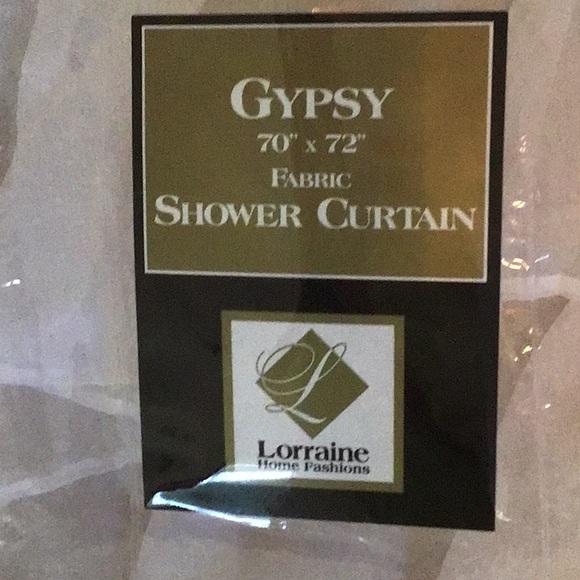 GYPSY
70" x 72"
FABRIC
SHOWER CURTAIN
L
Lorraine
Home Fashions